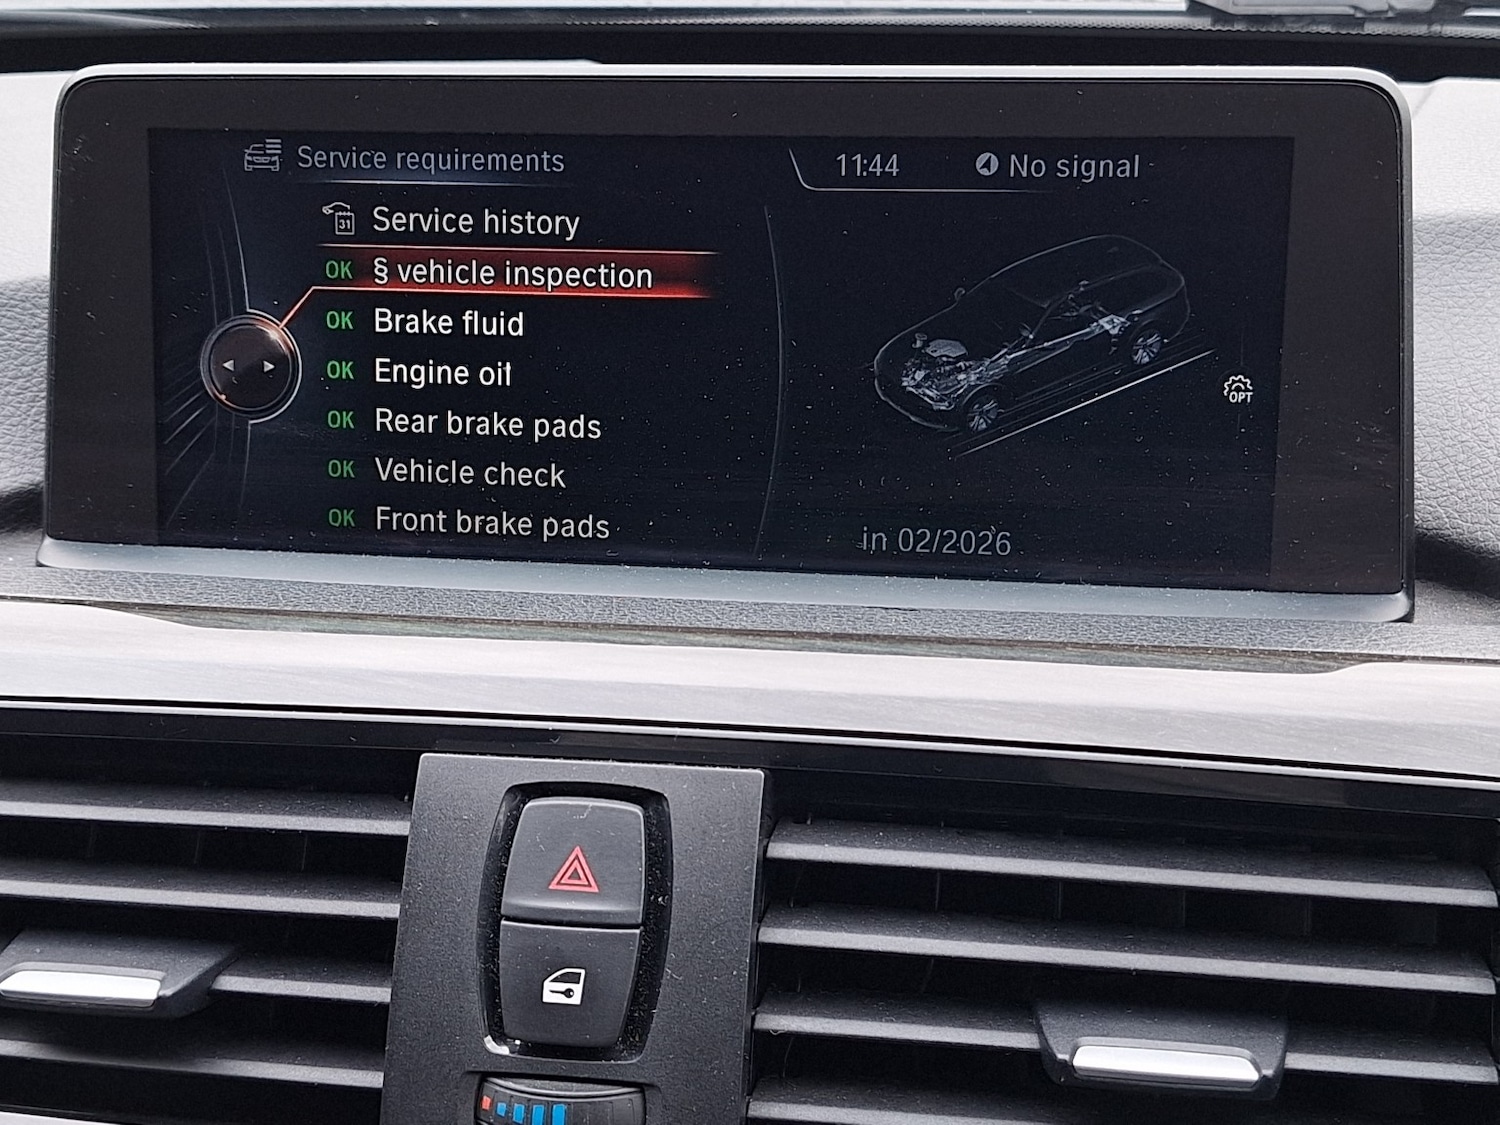 Service requirements
11:44
No signal
31 Service history
OK § vehicle inspection
OK Brake fluid
OK Engine oil
OK Rear brake pads
OK Vehicle check
OK Front brake pads
OPT
in 02/2026